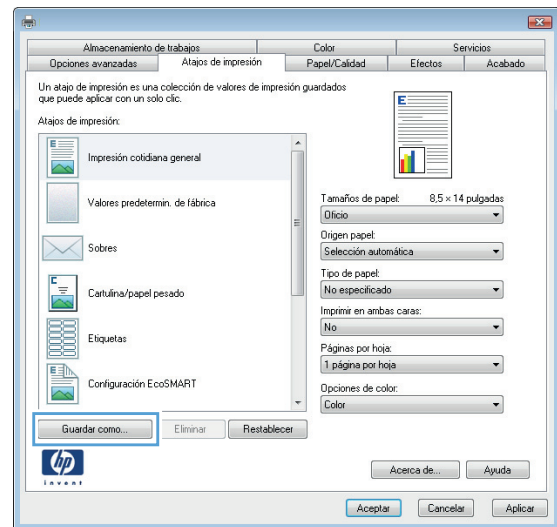 Almacenamiento de trabajos Color Servicios
Opciones avanzadas Atajos de impresión Papel/Calidad Efectos Acabado
Un atajo de impresión es una colección de valores de impresión guardados
que puede aplicar con un solo clic.
Atajos de impresión:
Impresión cotidiana general
Valores predetermin. de fábrica
Sobres
Cartulina/papel pesado
Etiquetas
Configuración EcoSMART
Guardar como... Eliminar Restablecer
E
Tamaños de papel: 8,5 × 14 pulgadas
Oficio
Origen papel:
Selección automática
Tipo de papel:
No especificado
Imprimir en ambas caras:
No
Páginas por hoja:
1 página por hoja
Opciones de color:
Color
hp
invent
Acerca de... Ayuda
Aceptar Cancelar Aplicar